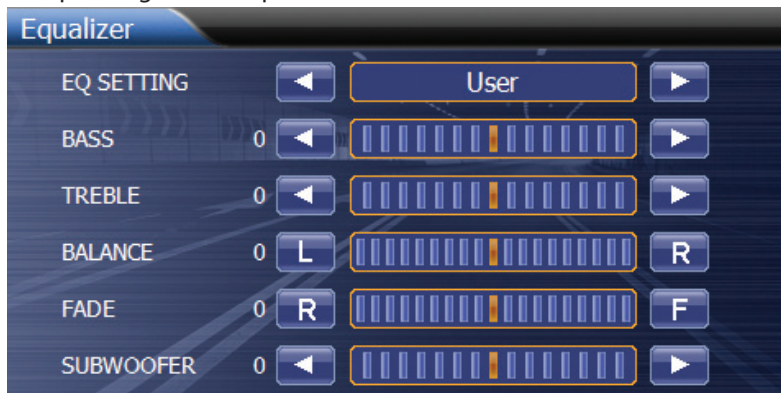 Equalizer
EQ SETTING User
BASS 0
TREBLE 0
BALANCE 0 L R
FADE 0 R F
SUBWOOFER 0